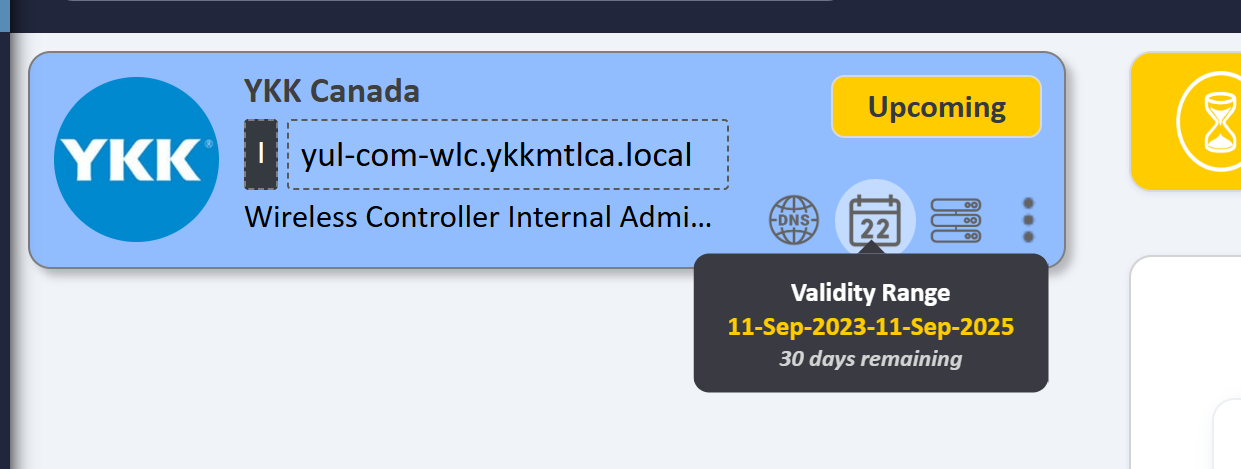 YKK Canada
Upcoming
YKK®
I
yul-com-wlc.ykkmtlca.local
Wireless Controller Internal Admi...
DNS
22
Validity Range
11-Sep-2023-11-Sep-2025
30 days remaining